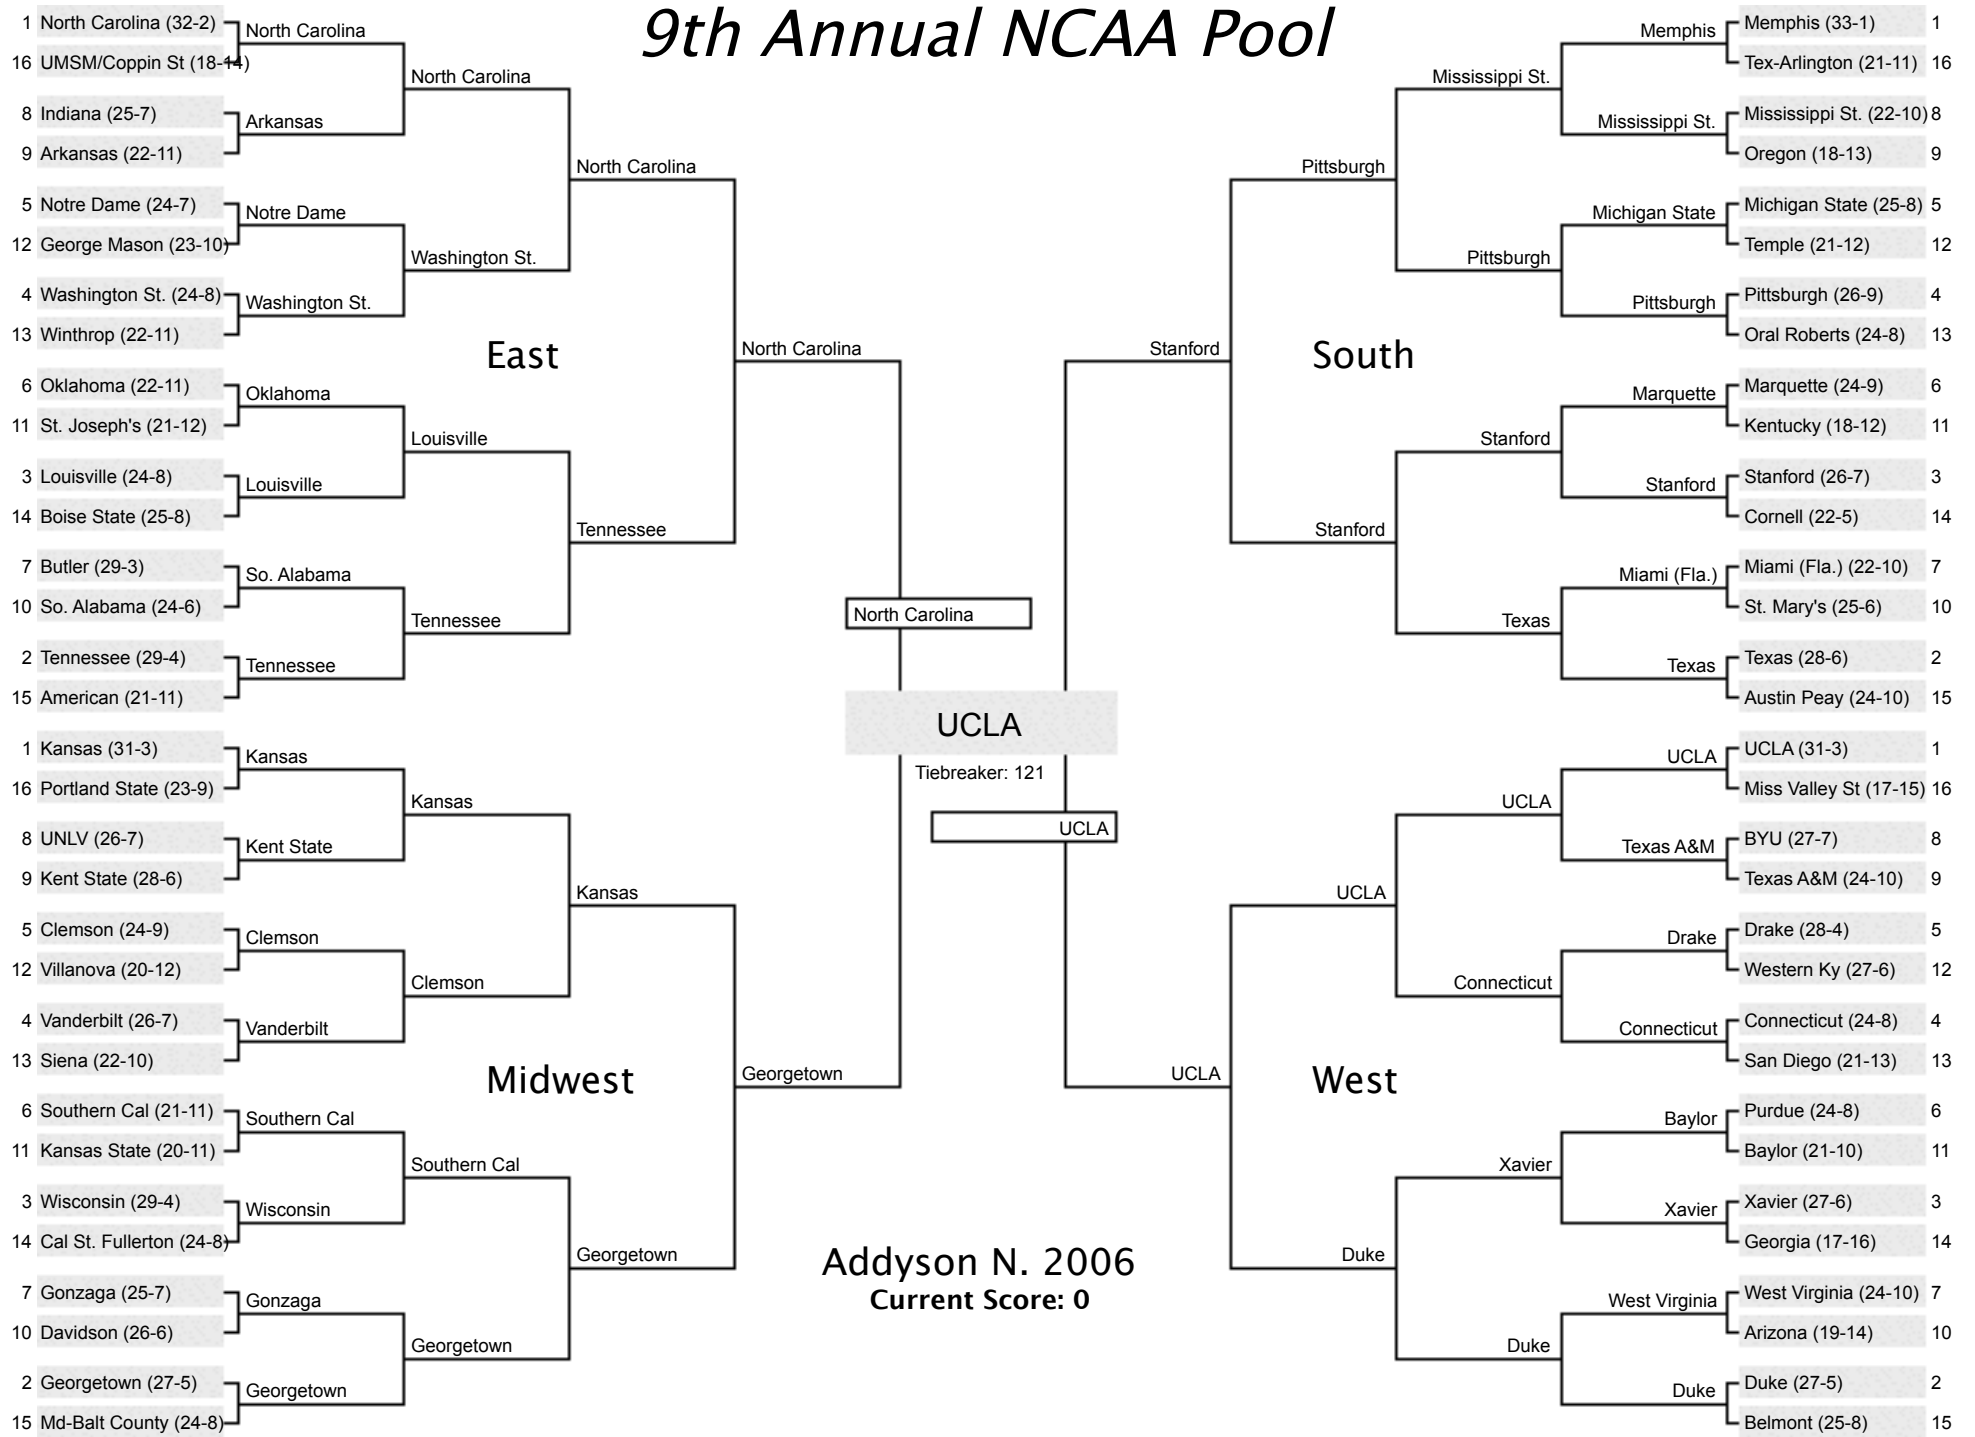 9th Annual NCAA Pool
1 North Carolina (32-2)
16 UMSM/Coppin St (18-14)
8 Indiana (25-7)
9 Arkansas (22-11)
5 Notre Dame (24-7)
12 George Mason (23-10)
4 Washington St. (24-8)
13 Winthrop (22-11)
6 Oklahoma (22-11)
11 St. Joseph's (21-12)
3 Louisville (24-8)
14 Boise State (25-8)
7 Butler (29-3)
10 So. Alabama (24-6)
2 Tennessee (29-4)
15 American (21-11)
North Carolina
Arkansas
Notre Dame
Washington St.
Oklahoma
Louisville
So. Alabama
Tennessee
North Carolina
Washington St.
Louisville
Tennessee
North Carolina
Tennessee
East
North Carolina
1 Kansas (31-3)
16 Portland State (23-9)
8 UNLV (26-7)
9 Kent State (28-6)
5 Clemson (24-9)
12 Villanova (20-12)
4 Vanderbilt (26-7)
13 Siena (22-10)
6 Southern Cal (21-11)
11 Kansas State (20-11)
3 Wisconsin (29-4)
14 Cal St. Fullerton (24-8)
7 Gonzaga (25-7)
10 Davidson (26-6)
2 Georgetown (27-5)
15 Md-Balt County (24-8)
Kansas
Kent State
Clemson
Vanderbilt
Southern Cal
Wisconsin
Gonzaga
Georgetown
Kansas
Clemson
Southern Cal
Georgetown
Kansas
Georgetown
Midwest
Georgetown
North Carolina
UCLA
Tiebreaker: 121
UCLA
Addyson N. 2006
Current Score: 0
Memphis (33-1) 1
Tex-Arlington (21-11) 16
Mississippi St. (22-10) 8
Oregon (18-13) 9
Michigan State (25-8) 5
Temple (21-12) 12
Pittsburgh (26-9) 4
Oral Roberts (24-8) 13
Marquette (24-9) 6
Kentucky (18-12) 11
Stanford (26-7) 3
Cornell (22-5) 14
Miami (Fla.) (22-10) 7
St. Mary's (25-6) 10
Texas (28-6) 2
Austin Peay (24-10) 15
Memphis
Mississippi St.
Michigan State
Pittsburgh
Marquette
Stanford
Miami (Fla.)
Texas
Mississippi St.
Pittsburgh
Stanford
Texas
Pittsburgh
Stanford
South
Stanford
UCLA (31-3) 1
Miss Valley St (17-15) 16
BYU (27-7) 8
Texas A&M (24-10) 9
Drake (28-4) 5
Western Ky (27-6) 12
Connecticut (24-8) 4
San Diego (21-13) 13
Purdue (24-8) 6
Baylor (21-10) 11
Xavier (27-6) 3
Georgia (17-16) 14
West Virginia (24-10) 7
Arizona (19-14) 10
Duke (27-5) 2
Belmont (25-8) 15
UCLA
Texas A&M
Drake
Connecticut
Baylor
Xavier
West Virginia
Duke
UCLA
Connecticut
Xavier
Duke
UCLA
Duke
West
UCLA